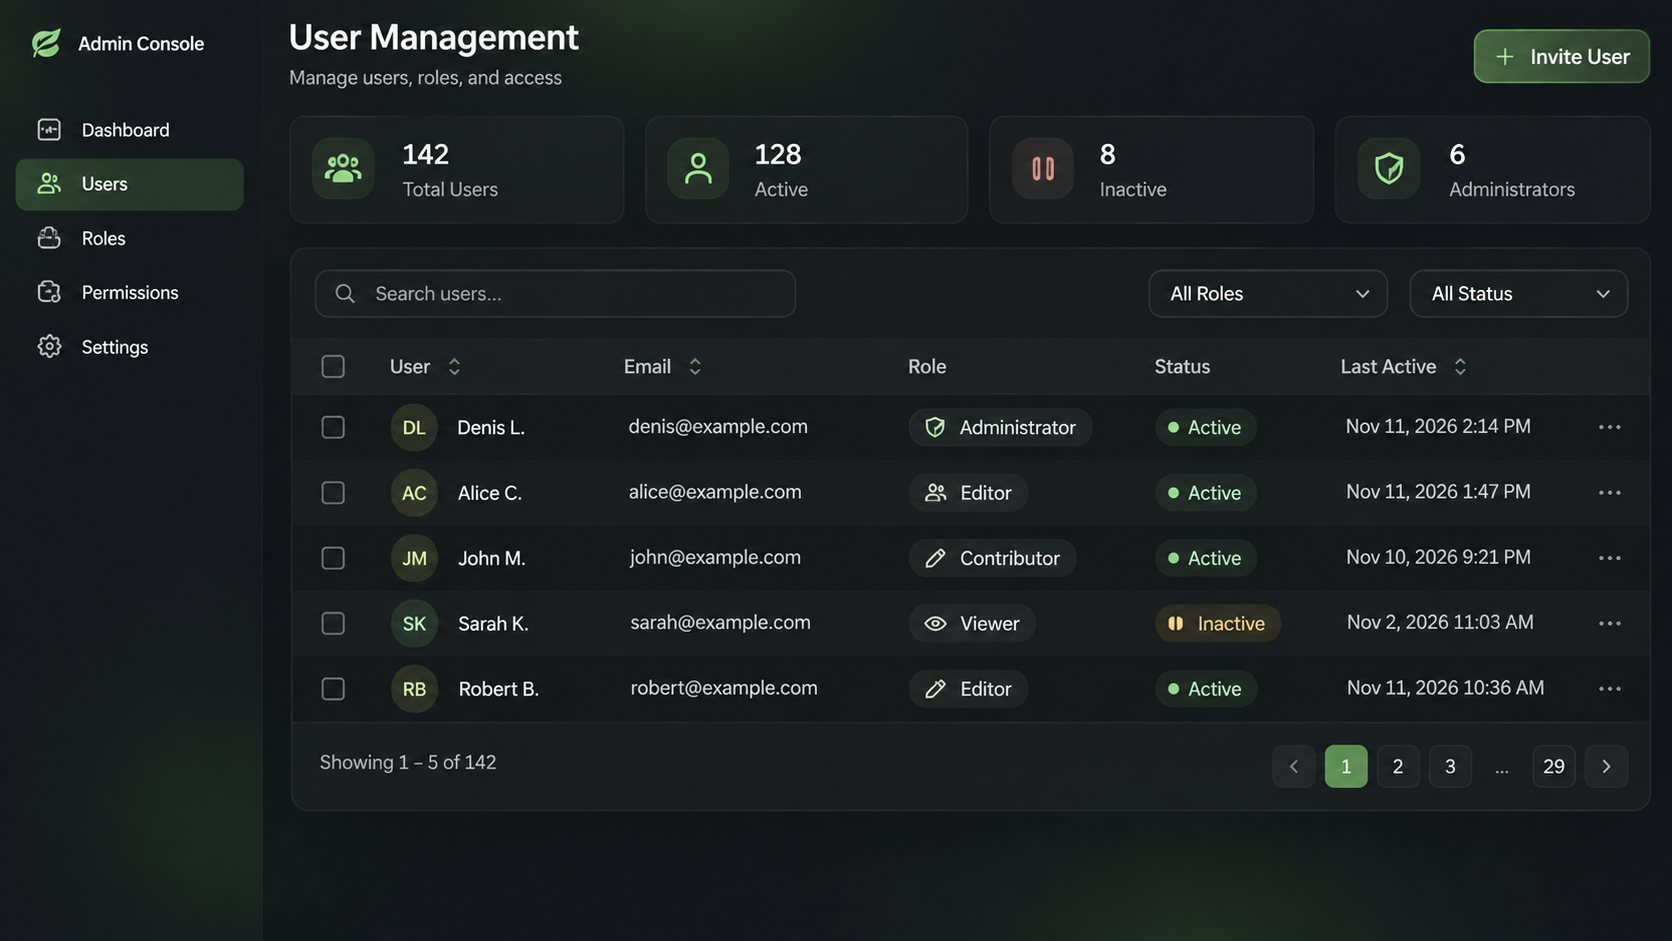 Admin Console
Dashboard
Users
Roles
Permissions
Settings
User Management
Manage users, roles, and access
+ Invite User
142
Total Users
128
Active
8
Inactive
6
Administrators
Search users...
All Roles
All Status
User Email Role Status Last Active
DL Denis L. denis@example.com Administrator Active Nov 11, 2026 2:14 PM
AC Alice C. alice@example.com Editor Active Nov 11, 2026 1:47 PM
JM John M. john@example.com Contributor Active Nov 10, 2026 9:21 PM
SK Sarah K. sarah@example.com Viewer Inactive Nov 2, 2026 11:03 AM
RB Robert B. robert@example.com Editor Active Nov 11, 2026 10:36 AM
Showing 1 – 5 of 142
1 2 3 ... 29